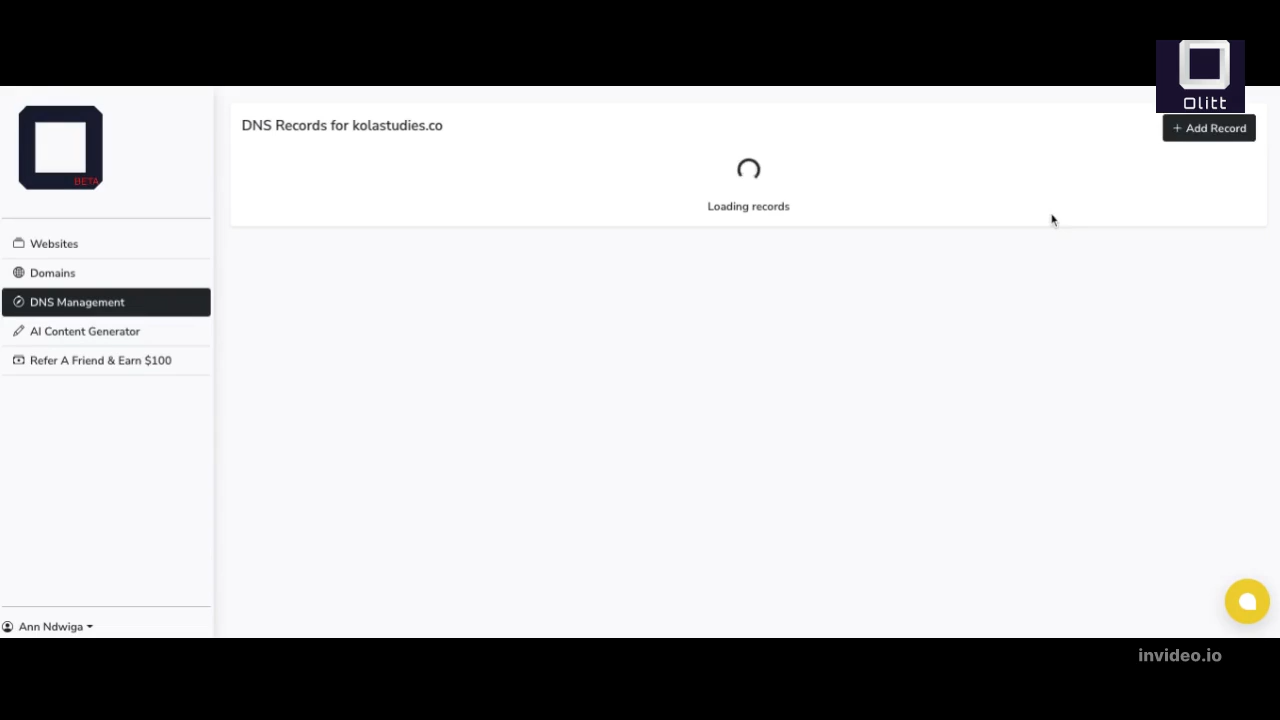 Olitt
DNS Records for kolastudies.co
+ Add Record
BETA
Loading records
Websites
Domains
DNS Management
AI Content Generator
Refer A Friend & Earn $100
Ann Ndwiga
invideo.io